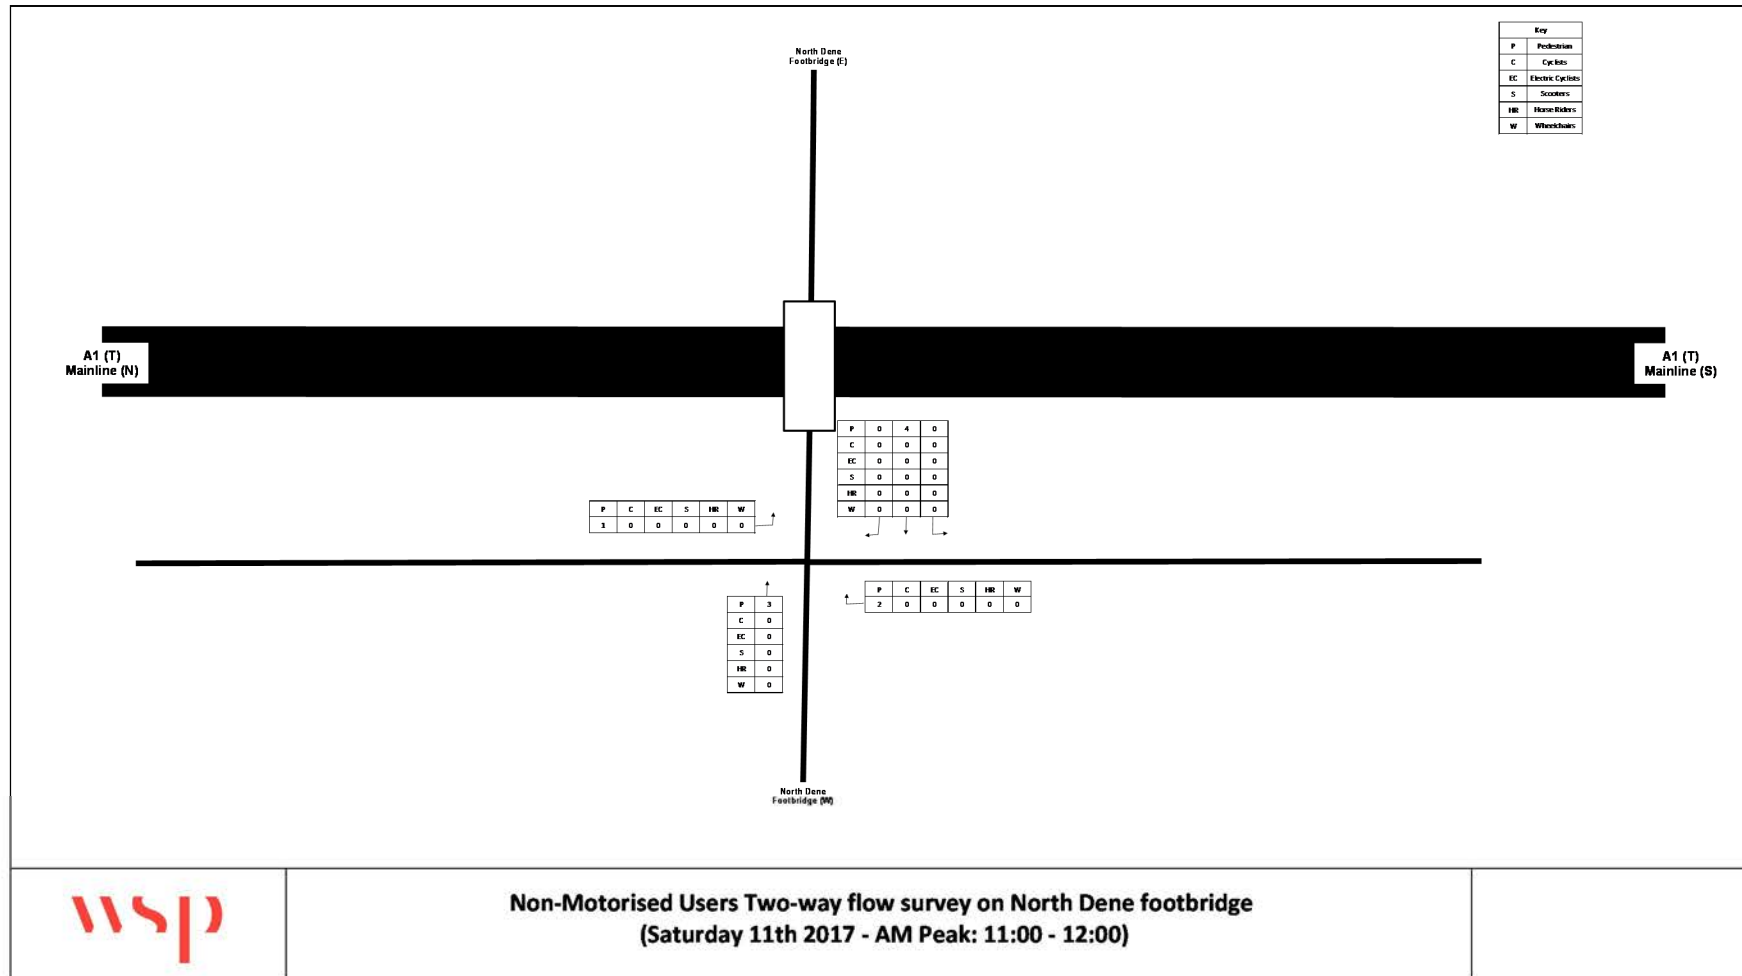 North Dene
Footbridge (E)
Key
P Pedestrian
C Cyclists
EC Electric Cyclists
S Scooters
HR Horse Riders
W Wheelchairs
A1 (T)
Mainline (N)
A1 (T)
Mainline (S)
P 0 4 0
C 0 0 0
EC 0 0 0
S 0 0 0
HR 0 0 0
W 0 0 0
P C EC S HR W
1 0 0 0 0 0
P C EC S HR W
2 0 0 0 0 0
P 3
C 0
EC 0
S 0
HR 0
W 0
North Dene
Footbridge (W)
wsp
Non-Motorised Users Two-way flow survey on North Dene footbridge
(Saturday 11th 2017 - AM Peak: 11:00 - 12:00)